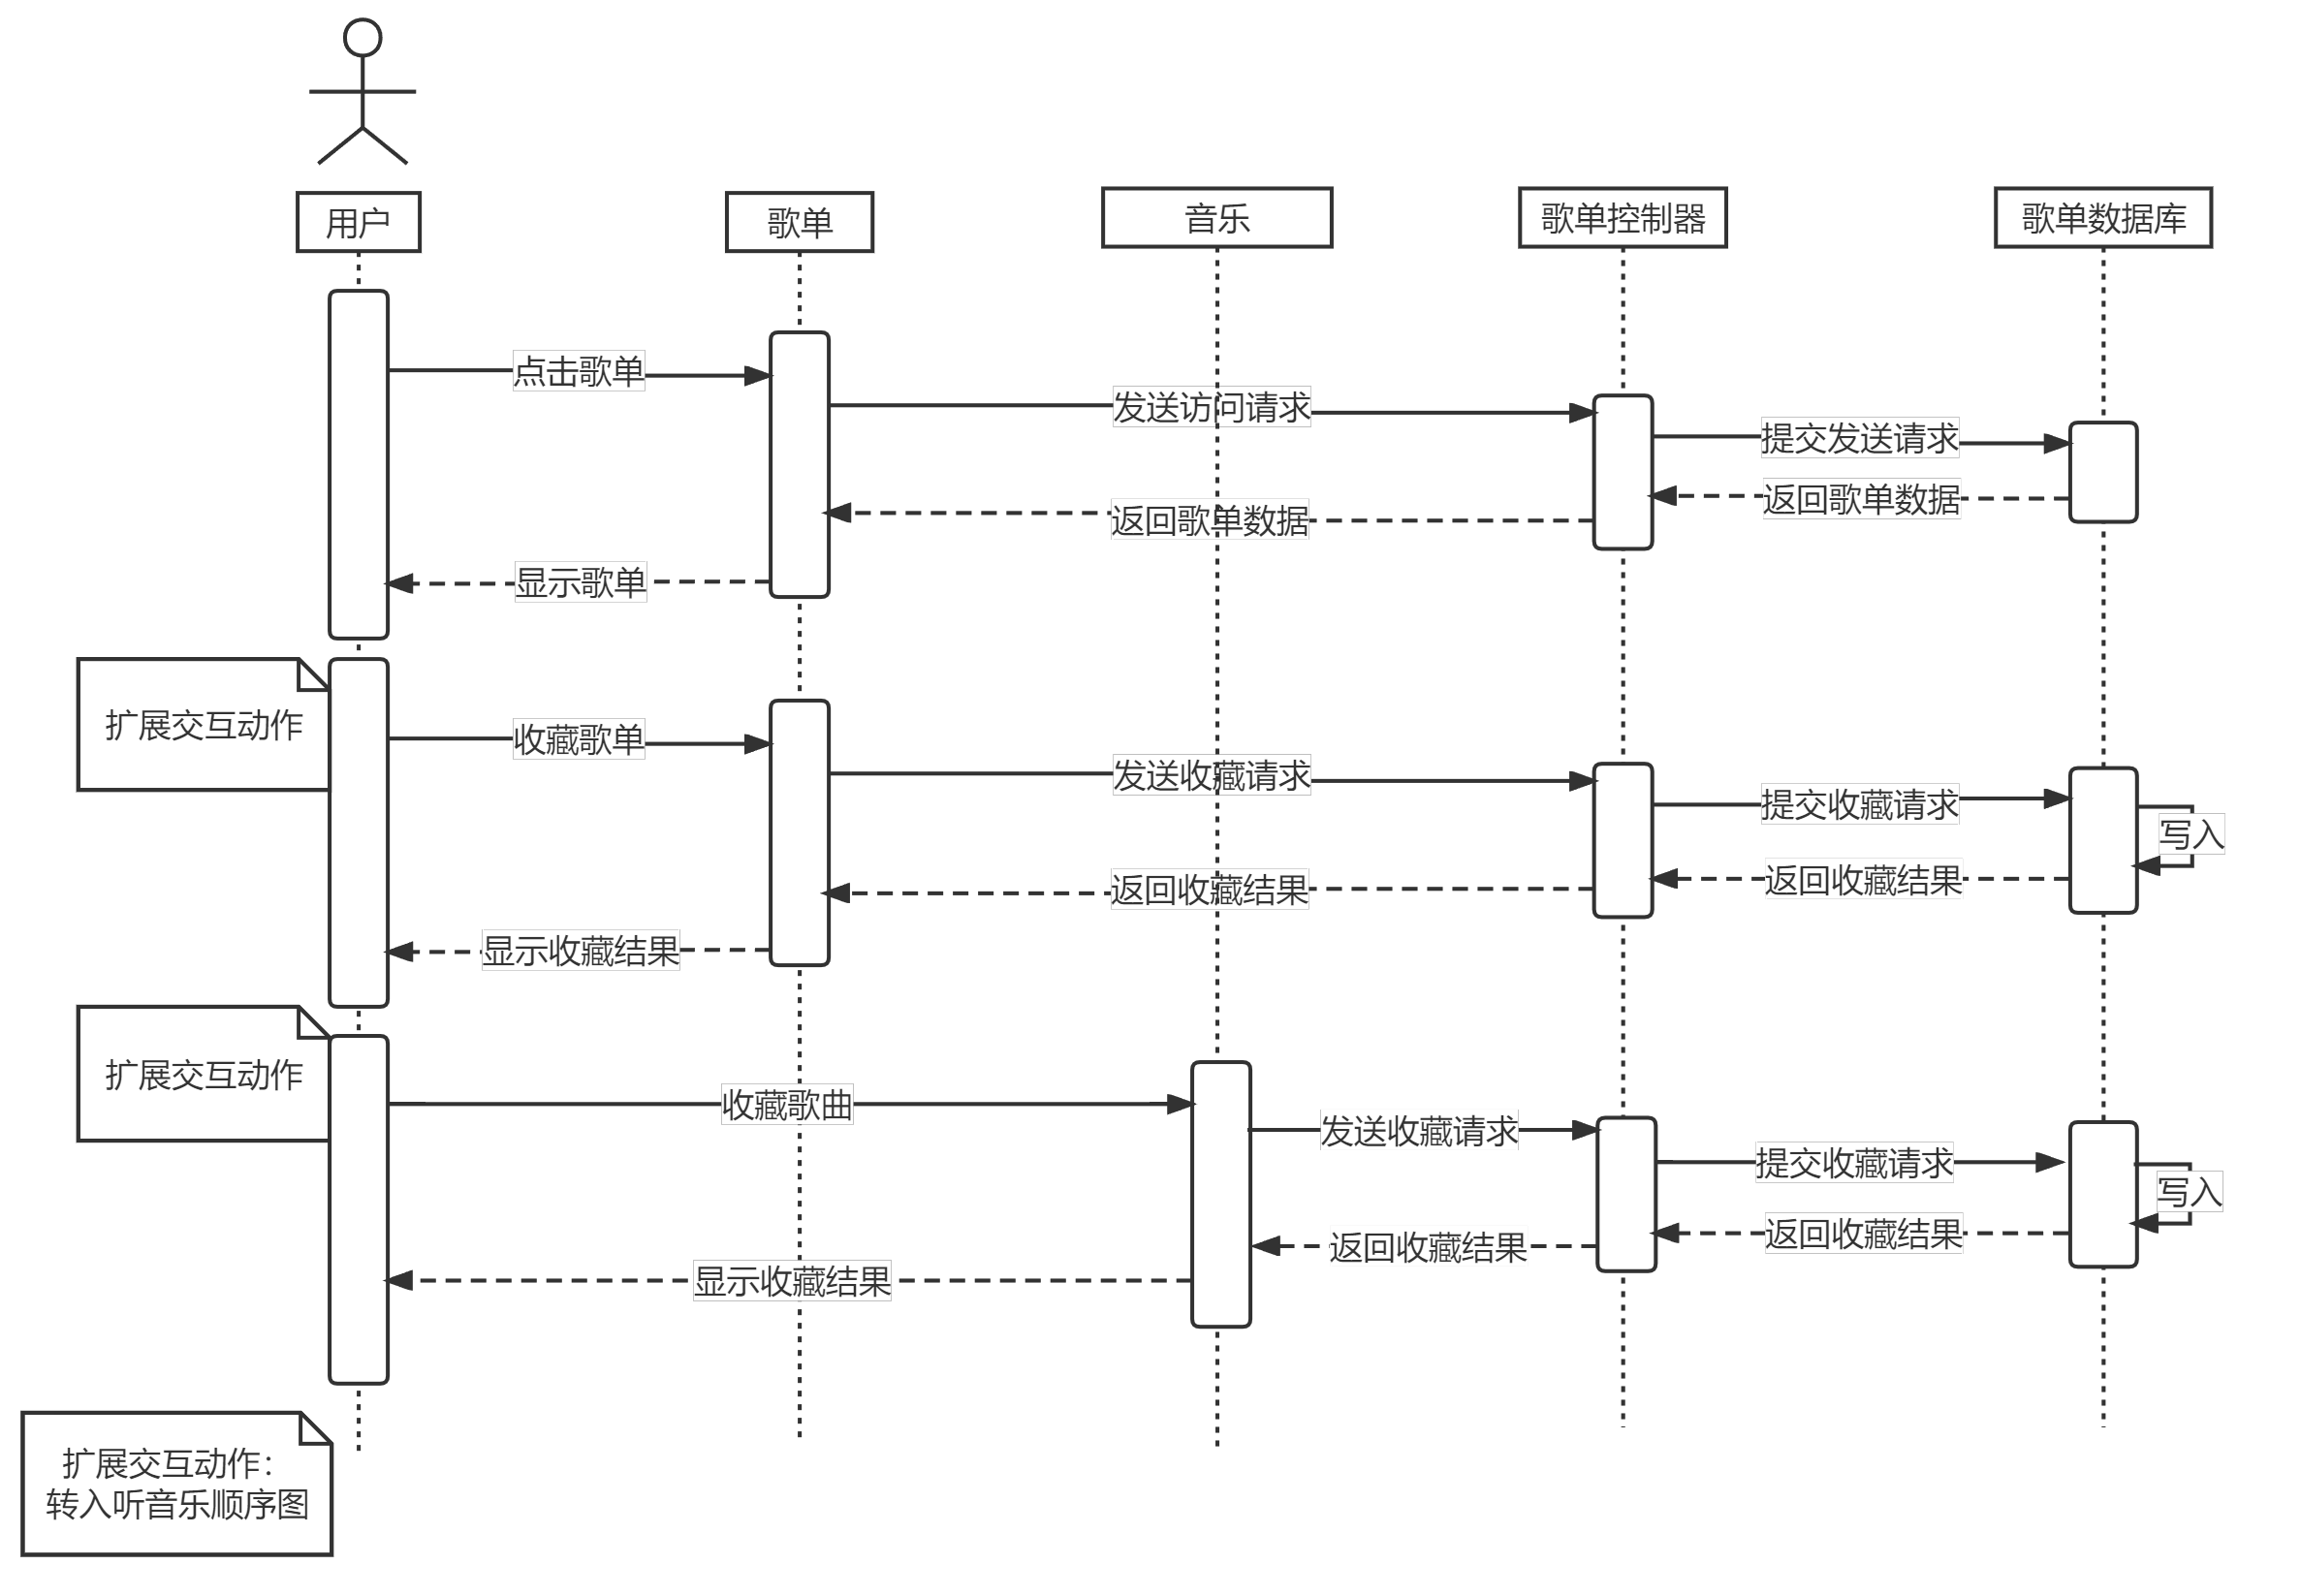 用户
歌单
音乐
歌单控制器
歌单数据库
点击歌单
发送访问请求
提交发送请求
返回歌单数据
返回歌单数据
显示歌单
扩展交互动作
收藏歌单
发送收藏请求
提交收藏请求
写入
返回收藏结果
返回收藏结果
显示收藏结果
扩展交互动作
收藏歌曲
发送收藏请求
提交收藏请求
写入
返回收藏结果
返回收藏结果
显示收藏结果
扩展交互动作：
转入听音乐顺序图